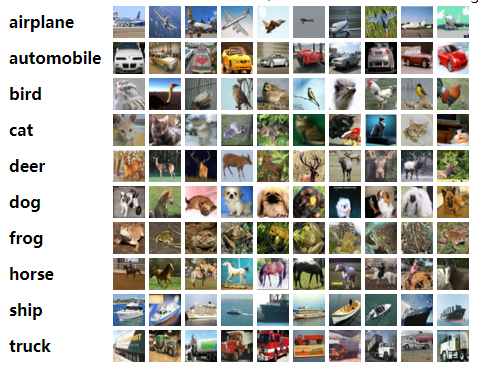 airplane
automobile
bird
cat
deer
dog
frog
horse
ship
truck